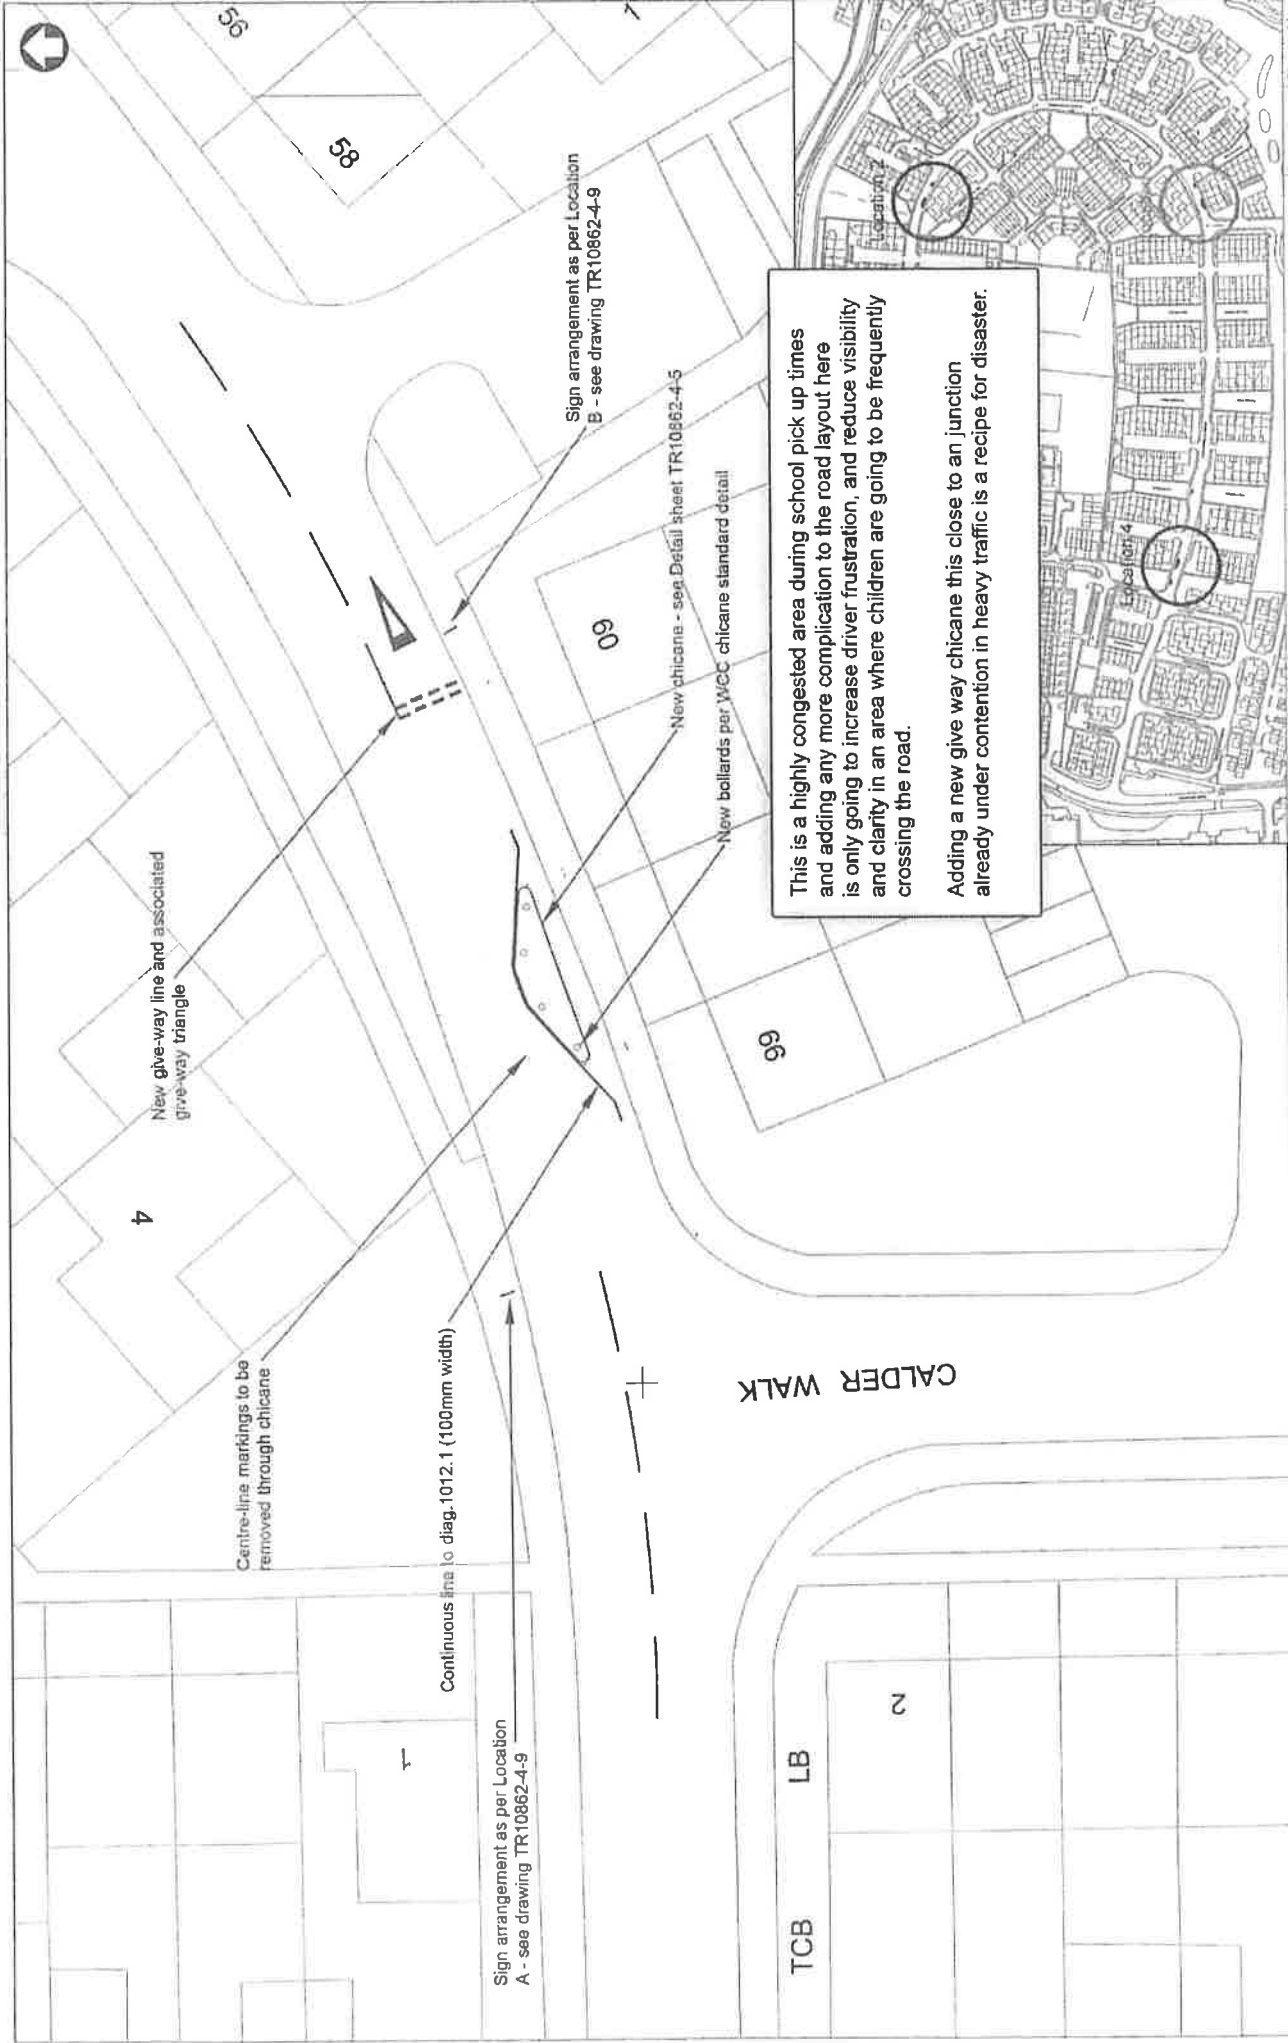 56
58
1
Sign arrangement as per Location
B - see drawing TR10862-4-9
New give-way line and associated
give-way triangle
60
New chicane - see Detail sheet TR10862-4-5
New bollards per WCC chicane standard detail
4
Centre-line markings to be
removed through chicane
Continuous line to diag.1012.1 (100mm width)
66
Sign arrangement as per Location
A - see drawing TR10862-4-9
1
CALDER WALK
TCB
LB
2
This is a highly congested area during school pick up times
and adding any more complication to the road layout here
is only going to increase driver frustration, and reduce visibility
and clarity in an area where children are going to be frequently
crossing the road.
Adding a new give way chicane this close to an junction
already under contention in heavy traffic is a recipe for disaster.
Location 2
Location 4